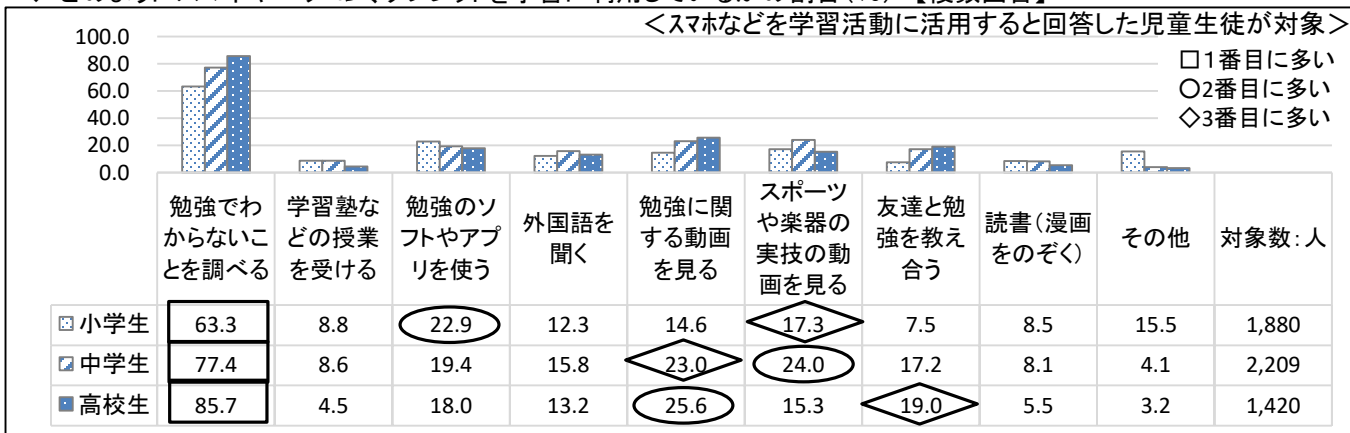 ＜ｽﾏﾎなどを学習活動に活用すると回答した児童生徒が対象＞
□１番目に多い
○2番目に多い
◇3番目に多い
100.0
80.0
60.0
40.0
20.0
0.0
勉強でわからないことを調べる
学習塾などの授業を受ける
勉強のソフトやアプリを使う
外国語を聞く
勉強に関する動画を見る
スポーツや楽器の実技の動画を見る
友達と勉強を教え合う
読書（漫画をのぞく）
その他
対象数：人
小学生 63.3 8.8 22.9 12.3 14.6 17.3 7.5 8.5 15.5 1,880
中学生 77.4 8.6 19.4 15.8 23.0 24.0 17.2 8.1 4.1 2,209
高校生 85.7 4.5 18.0 13.2 25.6 15.3 19.0 5.5 3.2 1,420